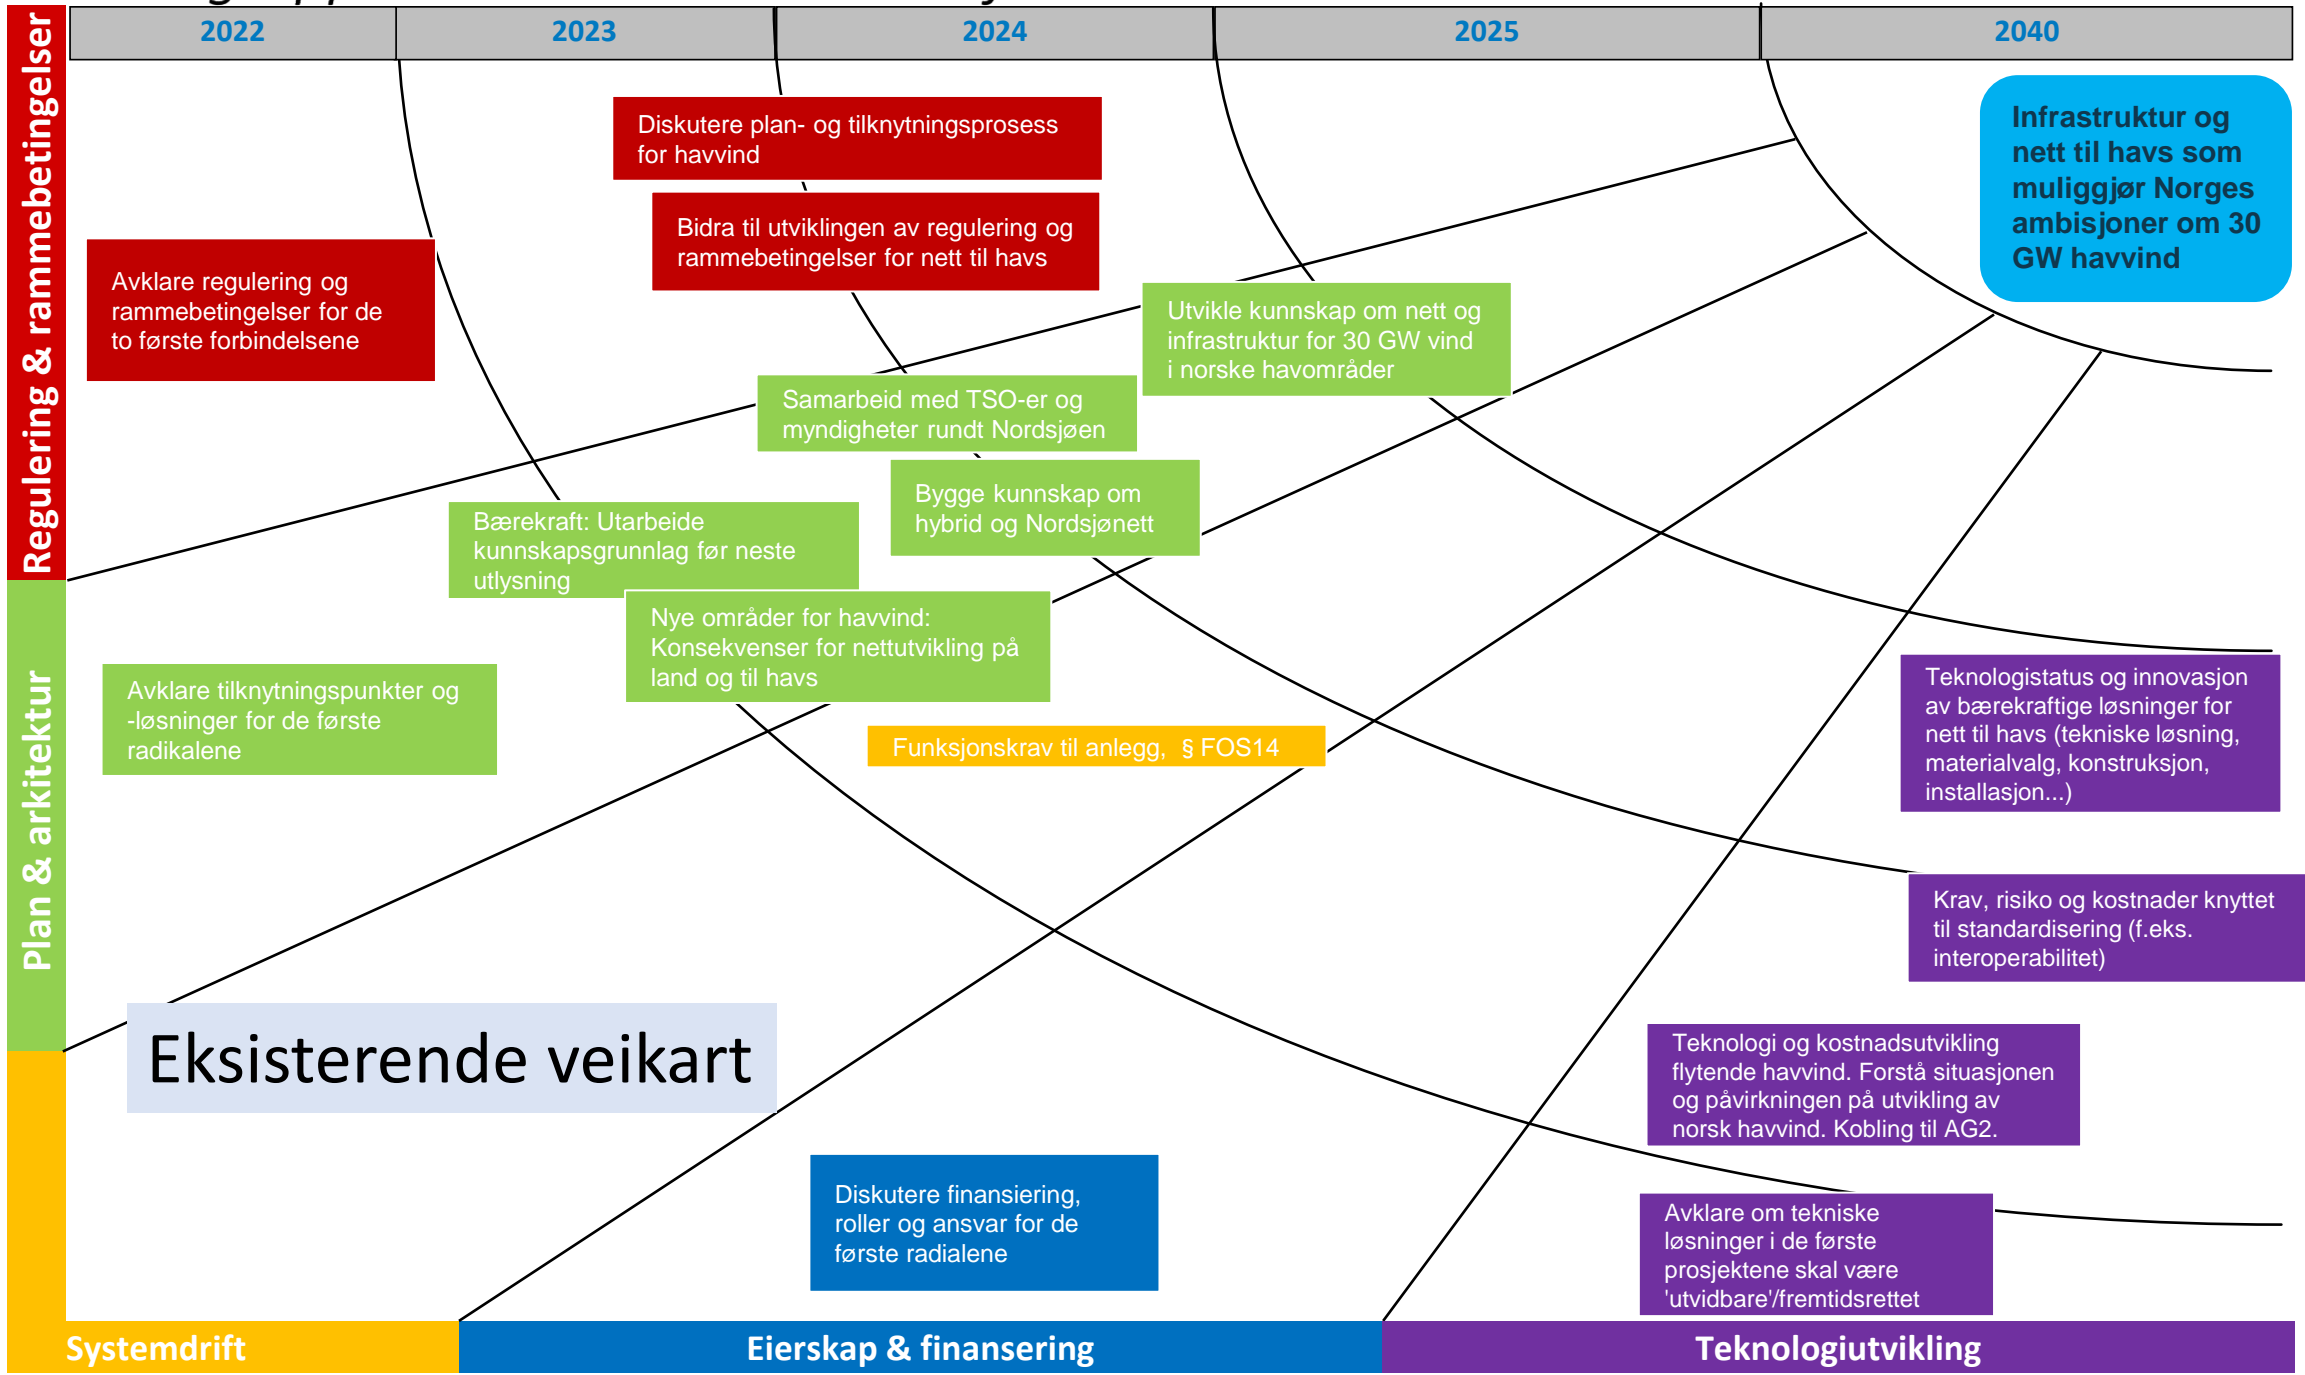 2022
2023
2024
2025
2040
Regulering & rammebetingelser
Diskutere plan- og tilknytningsprosess
for havvind
Infrastruktur og
nett til havs som
muliggjør Norges
ambisjoner om 30
GW havvind
Bidra til utviklingen av regulering og
rammebetingelser for nett til havs
Avklare regulering og
rammebetingelser for de
to første forbindelsene
Utvikle kunnskap om nett og
infrastruktur for 30 GW vind
i norske havområder
Samarbeid med TSO-er og
myndigheter rundt Nordsjøen
Bygge kunnskap om
hybrid og Nordsjønett
Bærekraft: Utarbeide
kunnskapsgrunnlag før neste
utlysning
Nye områder for havvind:
Konsekvenser for nettutvikling på
land og til havs
Plan & arkitektur
Avklare tilknytningspunkter og
-løsninger for de første
radikalene
Funksjonskrav til anlegg, § FOS14
Teknologistatus og innovasjon
av bærekraftige løsninger for
nett til havs (tekniske løsning,
materialvalg, konstruksjon,
installasjon...)
Krav, risiko og kostnader knyttet
til standardisering (f.eks.
interoperabilitet)
Eksisterende veikart
Teknologi og kostnadsutvikling
flytende havvind. Forstå situasjonen
og påvirkningen på utvikling av
norsk havvind. Kobling til AG2.
Diskutere finansiering,
roller og ansvar for de
første radialene
Avklare om tekniske
løsninger i de første
prosjektene skal være
'utvidbare'/fremtidsrettet
Systemdrift
Eierskap & finansering
Teknologiutvikling